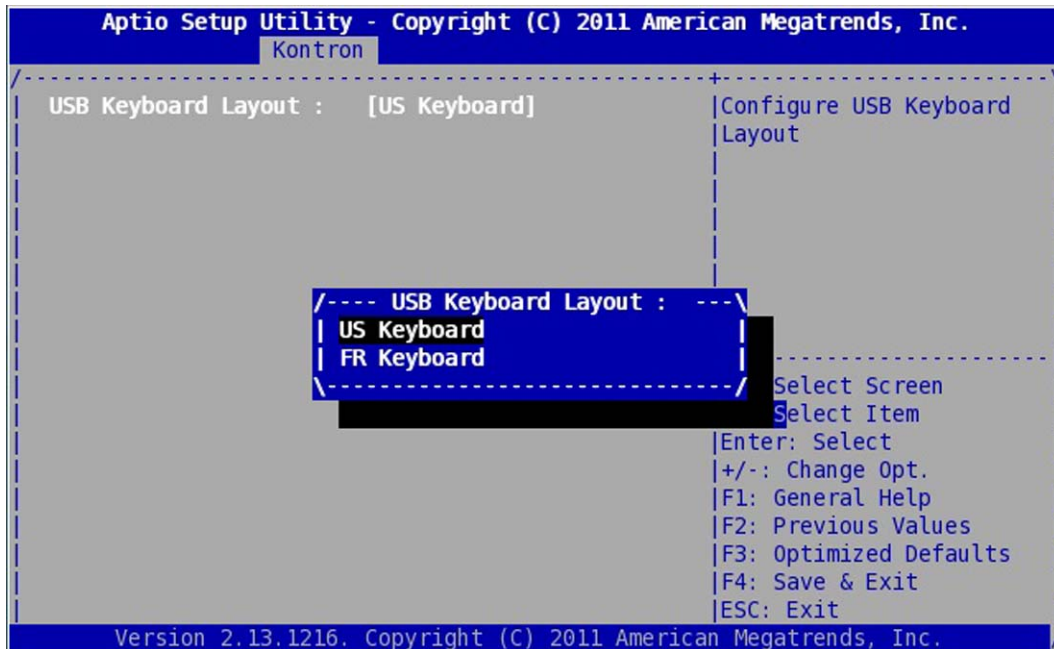 Aptio Setup Utility - Copyright (C) 2011 American Megatrends, Inc.
Kontron
USB Keyboard Layout : [US Keyboard]
Configure USB Keyboard
Layout
USB Keyboard Layout :
US Keyboard
FR Keyboard
Select Screen
Select Item
Enter: Select
+/-: Change Opt.
F1: General Help
F2: Previous Values
F3: Optimized Defaults
F4: Save & Exit
ESC: Exit
Version 2.13.1216. Copyright (C) 2011 American Megatrends, Inc.